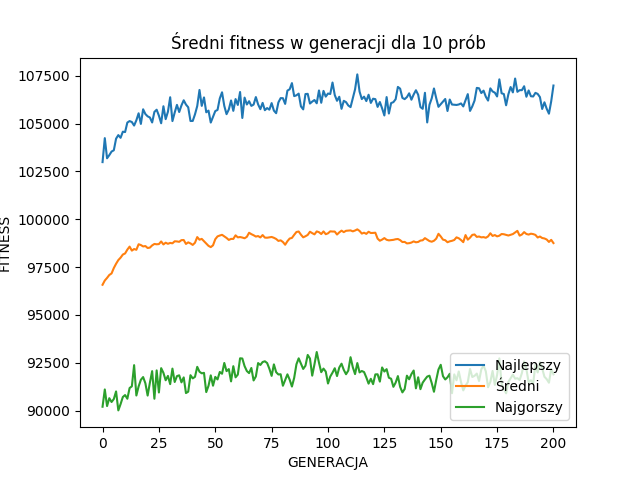 Średni fitness w generacji dla 10 prób
FITNESS
107500
105000
102500
100000
97500
95000
92500
90000
0 25 50 75 100 125 150 175 200
GENERACJA
Najlepszy
Średni
Najgorszy